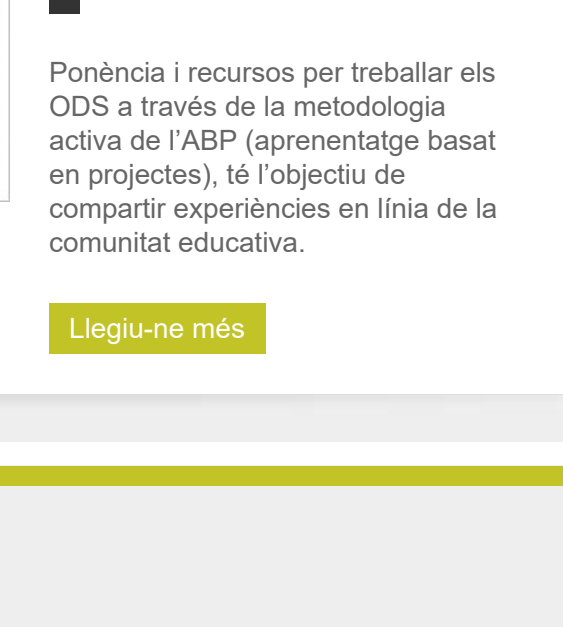 Ponència i recursos per treballar els
ODS a través de la metodologia
activa de l’ABP (aprenentatge basat
en projectes), té l’objectiu de
compartir experiències en línia de la
comunitat educativa.
Llegiu-ne més